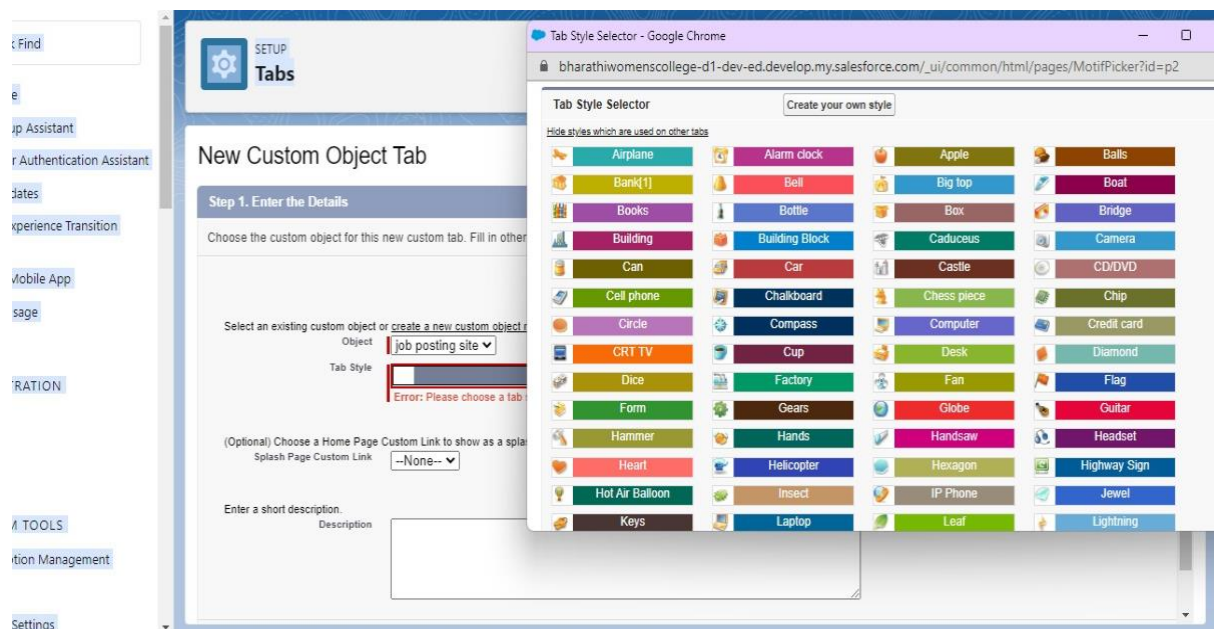 Find
SETUP
Tabs
e
up Assistant
r Authentication Assistant
dates
xperience Transition
Mobile App
sage
RATION
M TOOLS
tion Management
Settings
New Custom Object Tab
Step 1. Enter the Details
Choose the custom object for this new custom tab. Fill in other
Select an existing custom object or create a new custom object
Object job posting site
Tab Style
Error: Please choose a tab
(Optional) Choose a Home Page Custom Link to show as a spla
Splash Page Custom Link --None--
Enter a short description.
Description
Tab Style Selector - Google Chrome
bharathiwomenscollege-d1-dev-ed.develop.my.salesforce.com/_ui/common/html/pages/MotifPicker?id=p2
Tab Style Selector Create your own style
Hide styles which are used on other tabs
Airplane Alarm clock Apple Balls
Bank[1] Bell Big top Boat
Books Bottle Box Bridge
Building Building Block Caduceus Camera
Can Car Castle CD/DVD
Cell phone Chalkboard Chess piece Chip
Circle Compass Computer Credit card
CRT TV Cup Desk Diamond
Dice Factory Fan Flag
Form Gears Globe Guitar
Hammer Hands Handsaw Headset
Heart Helicopter Hexagon Highway Sign
Hot Air Balloon Insect IP Phone Jewel
Keys Laptop Leaf Lightning